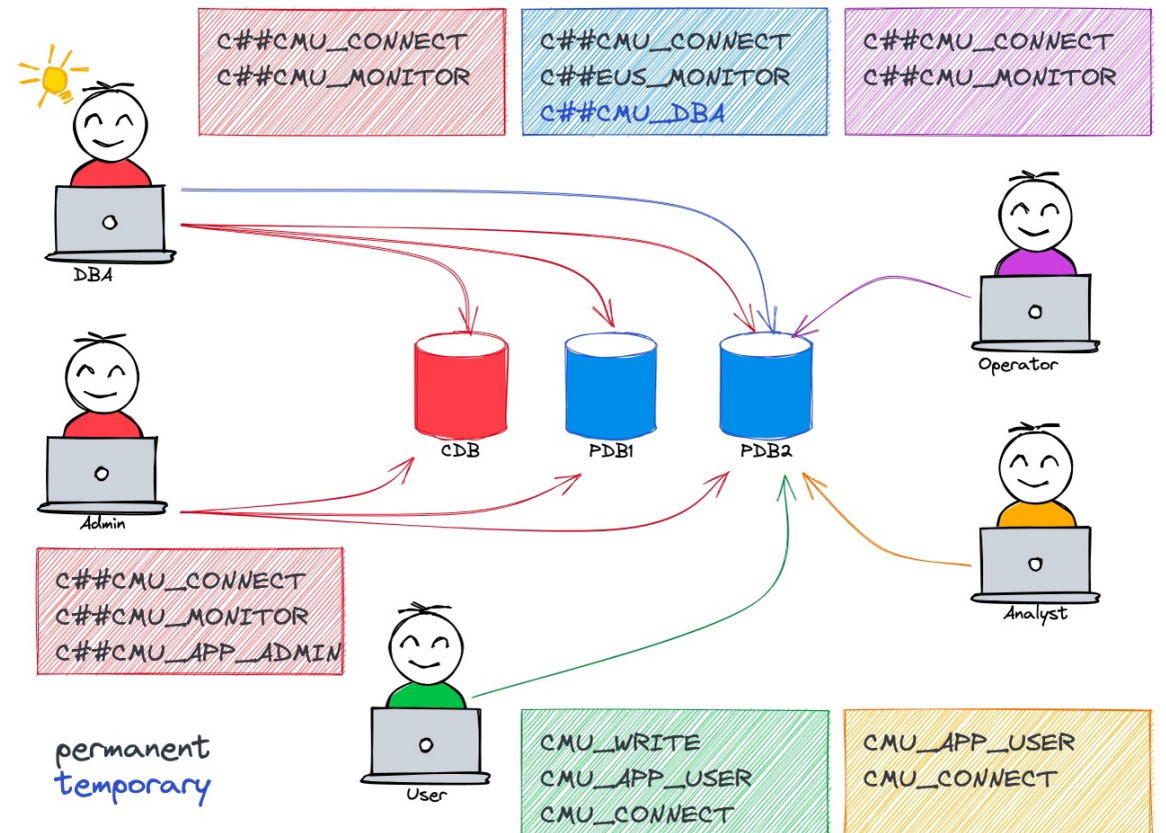 C##CMU_CONNECT
C##CMU_MONITOR
C##CMU_CONNECT
C##EUS_MONITOR
C##CMU_DBA
C##CMU_CONNECT
C##CMU_MONITOR
DBA
Operator
CDB
PDB1
PDB2
Admin
C##CMU_CONNECT
C##CMU_MONITOR
C##CMU_APP_ADMIN
Analyst
permanent
temporary
User
CMU_WRITE
CMU_APP_USER
CMU_CONNECT
CMU_APP_USER
CMU_CONNECT